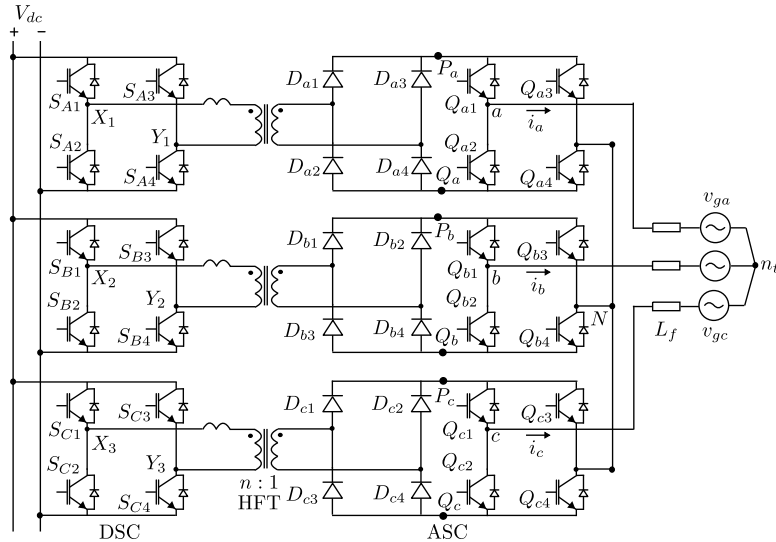 V_dc
+ −
S_A1 S_A3 X_1 Y_1 S_A2 S_A4
D_a1 D_a3 D_a2 D_a4
P_a Q_a1 Q_a3 a i_a Q_a2 Q_a Q_a4
S_B1 S_B3 X_2 Y_2 S_B2 S_B4
D_b1 D_b2 D_b3 D_b4
P_b Q_b1 Q_b3 b i_b Q_b2 Q_b Q_b4 N
v_ga
n_t
L_f v_gc
S_C1 S_C3 X_3 Y_3 S_C2 S_C4
n : 1
HFT
D_c1 D_c2 D_c3 D_c4
P_c Q_c1 Q_c3 c i_c Q_c2 Q_c Q_c4
DSC ASC